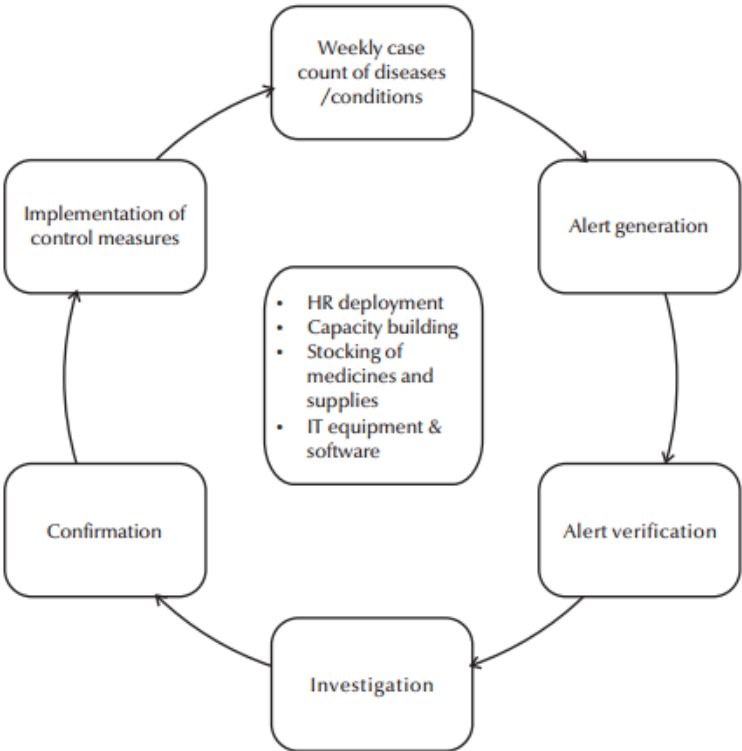 Weekly case
count of diseases
/conditions
Implementation of
control measures
Alert generation
• HR deployment
• Capacity building
• Stocking of
medicines and
supplies
• IT equipment &
software
Confirmation
Alert verification
Investigation